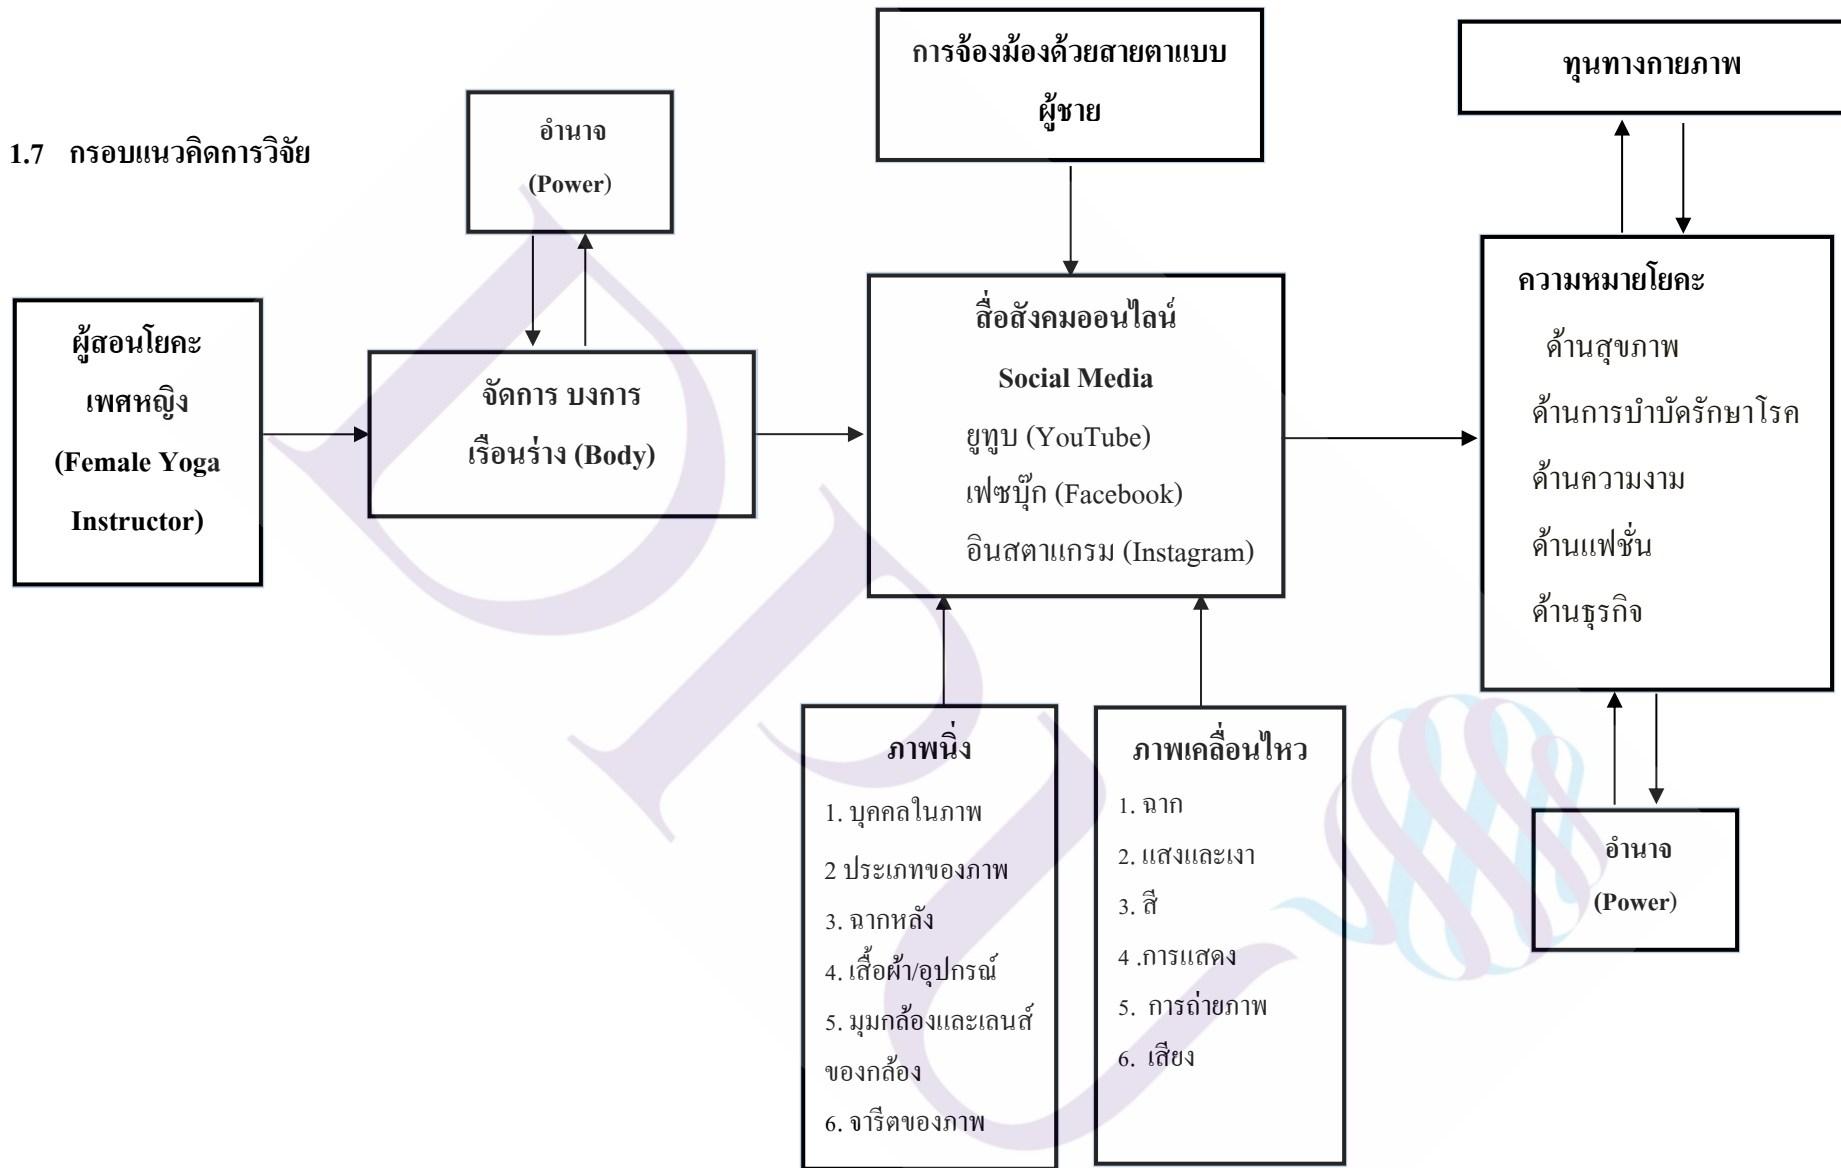 1.7 กรอบแนวคิดการวิจัย
อำนาจ
(Power)
การจ้องม้องด้วยสายตาแบบ
ผู้ชาย
ทุนทางกายภาพ
ผู้สอนโยคะ
เพศหญิง
(Female Yoga
Instructor)
จัดการ บงการ
เรือนร่าง (Body)
สื่อสังคมออนไลน์
Social Media
ยูทูบ (YouTube)
เฟซบุ๊ก (Facebook)
อินสตาแกรม (Instagram)
ความหมายโยคะ
ด้านสุขภาพ
ด้านการบำบัดรักษาโรค
ด้านความงาม
ด้านแฟชั่น
ด้านธุรกิจ
ภาพนิ่ง
1. บุคคลในภาพ
2 ประเภทของภาพ
3. ฉากหลัง
4. เสื้อผ้า/อุปกรณ์
5. มุมกล้องและเลนส์
ของกล้อง
6. จารีตของภาพ
ภาพเคลื่อนไหว
1. ฉาก
2. แสงและเงา
3. สี
4 .การแสดง
5. การถ่ายภาพ
6. เสียง
อำนาจ
(Power)
DPU